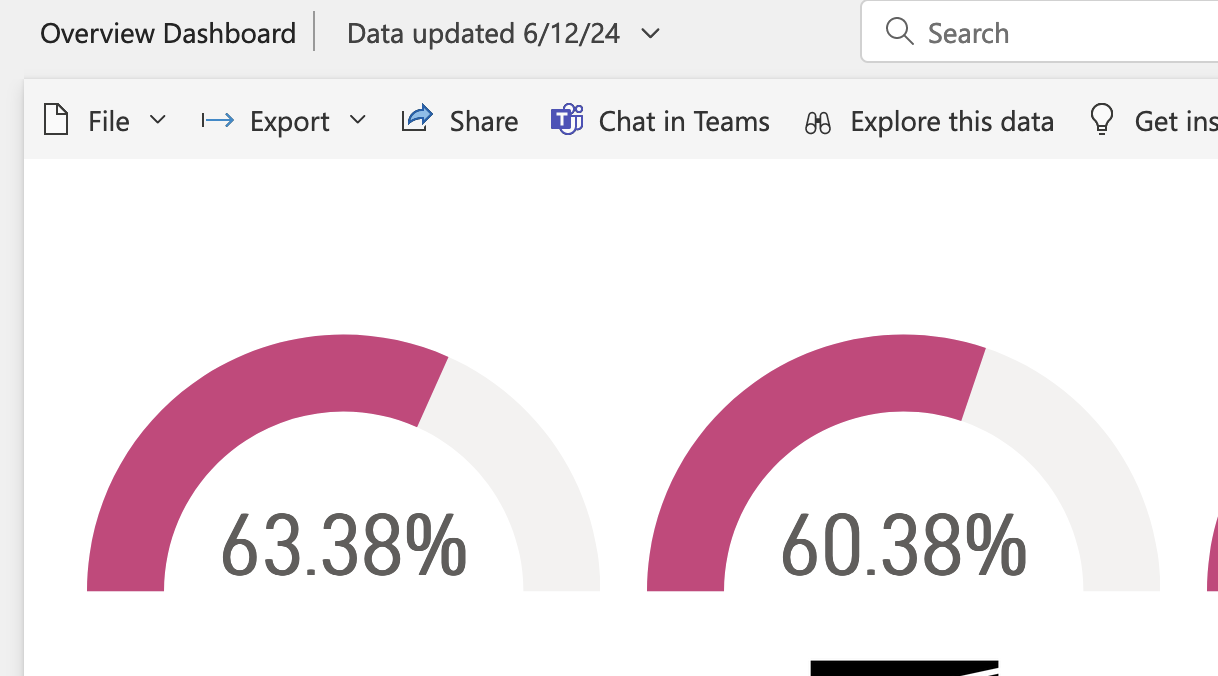 Overview Dashboard Data updated 6/12/24 Search
File Export Share Chat in Teams Explore this data Get
63.38% 60.38%